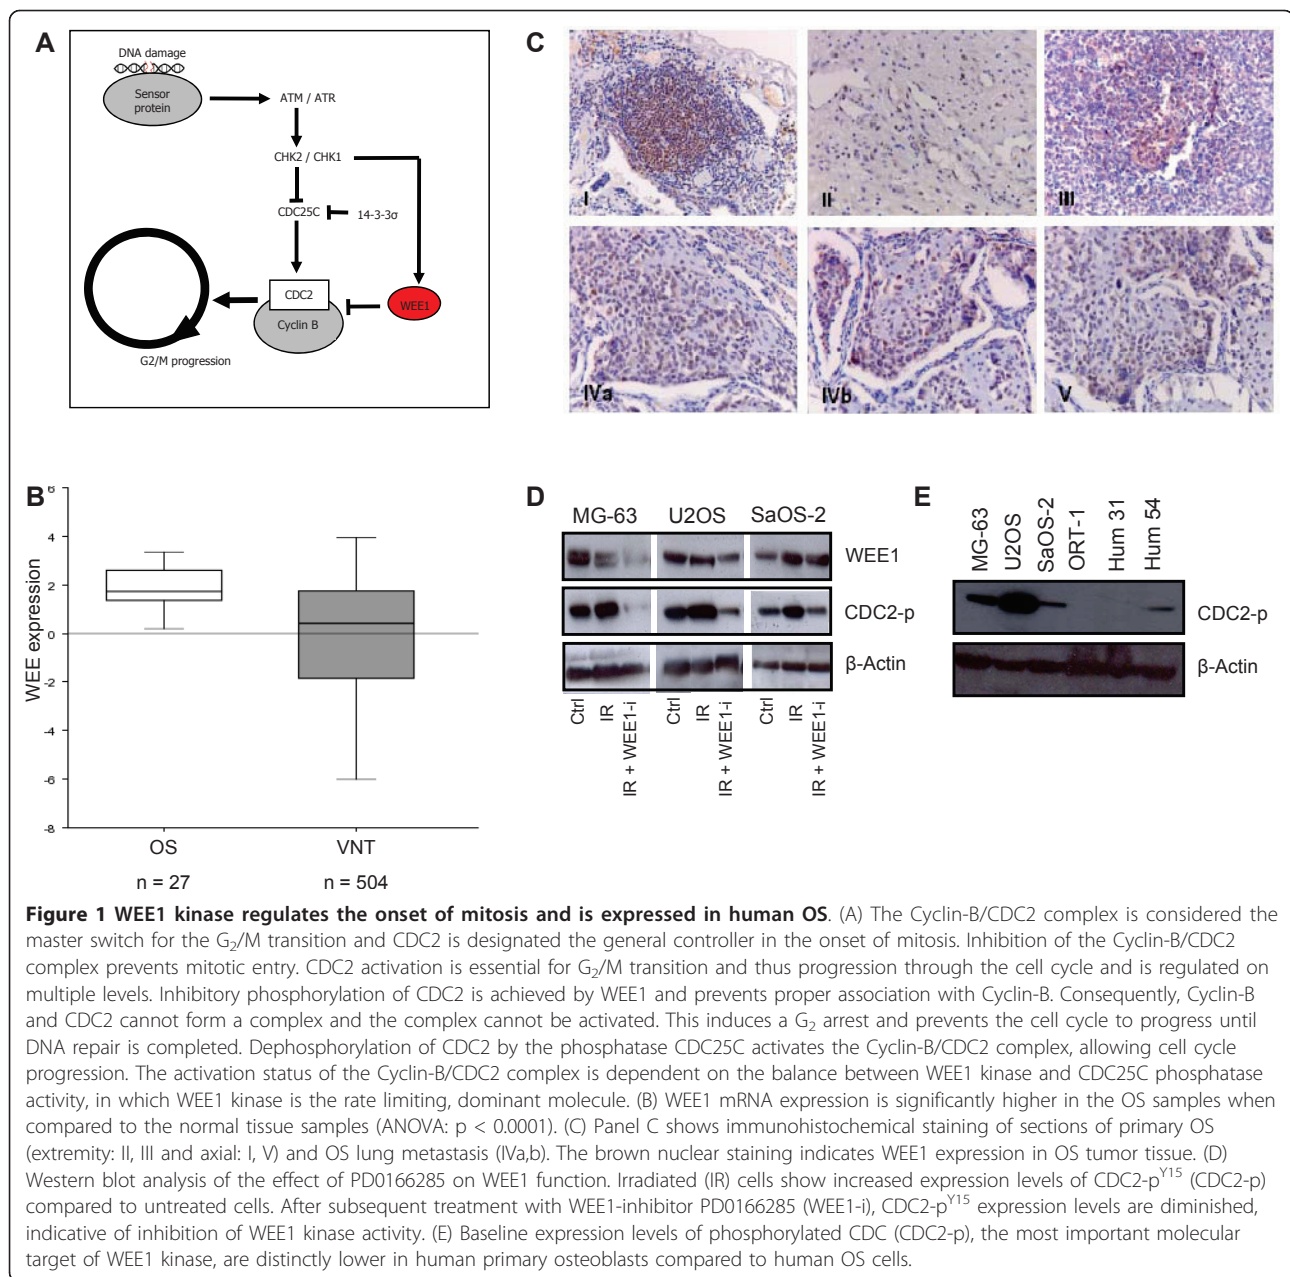 A
DNA damage
Sensor
protein
ATM / ATR
CHK2 / CHK1
CDC25C
14-3-3σ
CDC2
Cyclin B
WEE1
G2/M progression
C
I
II
III
IVa
IVb
V
B
WEE expression
6
4
2
0
-2
-4
-6
-8
OS
VNT
n = 27
n = 504
D
MG-63 U2OS SaOS-2
WEE1
CDC2-p
β-Actin
Ctrl
IR
IR + WEE1-i
Ctrl
IR
IR + WEE1-i
Ctrl
IR
IR + WEE1-i
E
MG-63
U2OS
SaOS-2
ORT-1
Hum 31
Hum 54
CDC2-p
β-Actin
Figure 1 WEE1 kinase regulates the onset of mitosis and is expressed in human OS. (A) The Cyclin-B/CDC2 complex is considered the
master switch for the G2/M transition and CDC2 is designated the general controller in the onset of mitosis. Inhibition of the Cyclin-B/CDC2
complex prevents mitotic entry. CDC2 activation is essential for G2/M transition and thus progression through the cell cycle and is regulated on
multiple levels. Inhibitory phosphorylation of CDC2 is achieved by WEE1 and prevents proper association with Cyclin-B. Consequently, Cyclin-B
and CDC2 cannot form a complex and the complex cannot be activated. This induces a G2 arrest and prevents the cell cycle to progress until
DNA repair is completed. Dephosphorylation of CDC2 by the phosphatase CDC25C activates the Cyclin-B/CDC2 complex, allowing cell cycle
progression. The activation status of the Cyclin-B/CDC2 complex is dependent on the balance between WEE1 kinase and CDC25C phosphatase
activity, in which WEE1 kinase is the rate limiting, dominant molecule. (B) WEE1 mRNA expression is significantly higher in the OS samples when
compared to the normal tissue samples (ANOVA: p < 0.0001). (C) Panel C shows immunohistochemical staining of sections of primary OS
(extremity: II, III and axial: I, V) and OS lung metastasis (IVa,b). The brown nuclear staining indicates WEE1 expression in OS tumor tissue. (D)
Western blot analysis of the effect of PD0166285 on WEE1 function. Irradiated (IR) cells show increased expression levels of CDC2-pY15 (CDC2-p)
compared to untreated cells. After subsequent treatment with WEE1-inhibitor PD0166285 (WEE1-i), CDC2-pY15 expression levels are diminished,
indicative of inhibition of WEE1 kinase activity. (E) Baseline expression levels of phosphorylated CDC (CDC2-p), the most important molecular
target of WEE1 kinase, are distinctly lower in human primary osteoblasts compared to human OS cells.